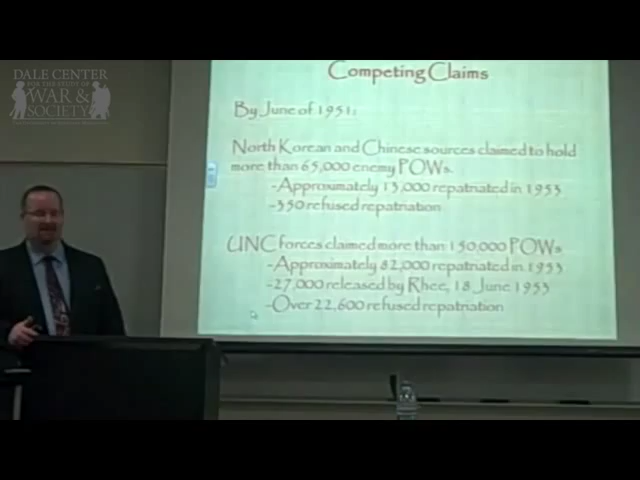 DALE CENTER
FOR THE STUDY OF
WAR &
SOCIETY
Competing Claims
By June of 1951:
North Korean and Chinese sources claimed to hold
more than 65,000 enemy POWs.
-Approximately 13,000 repatriated in 1953
-350 refused repatriation
UNC forces claimed more than 150,000 POWs
-Approximately 82,000 repatriated in 1953
-27,000 released by Rhee, 18 June 1953
-Over 22,600 refused repatriation